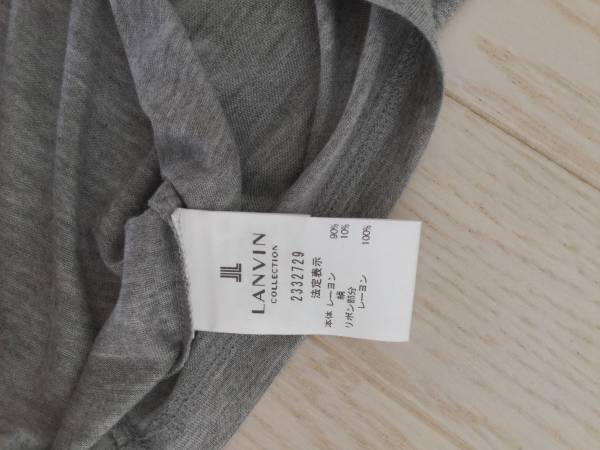 LANVIN
COLLECTION
2332729
法定表示
本体 レーヨン 90%
絹 10%
リボン部分
レーヨン 100%